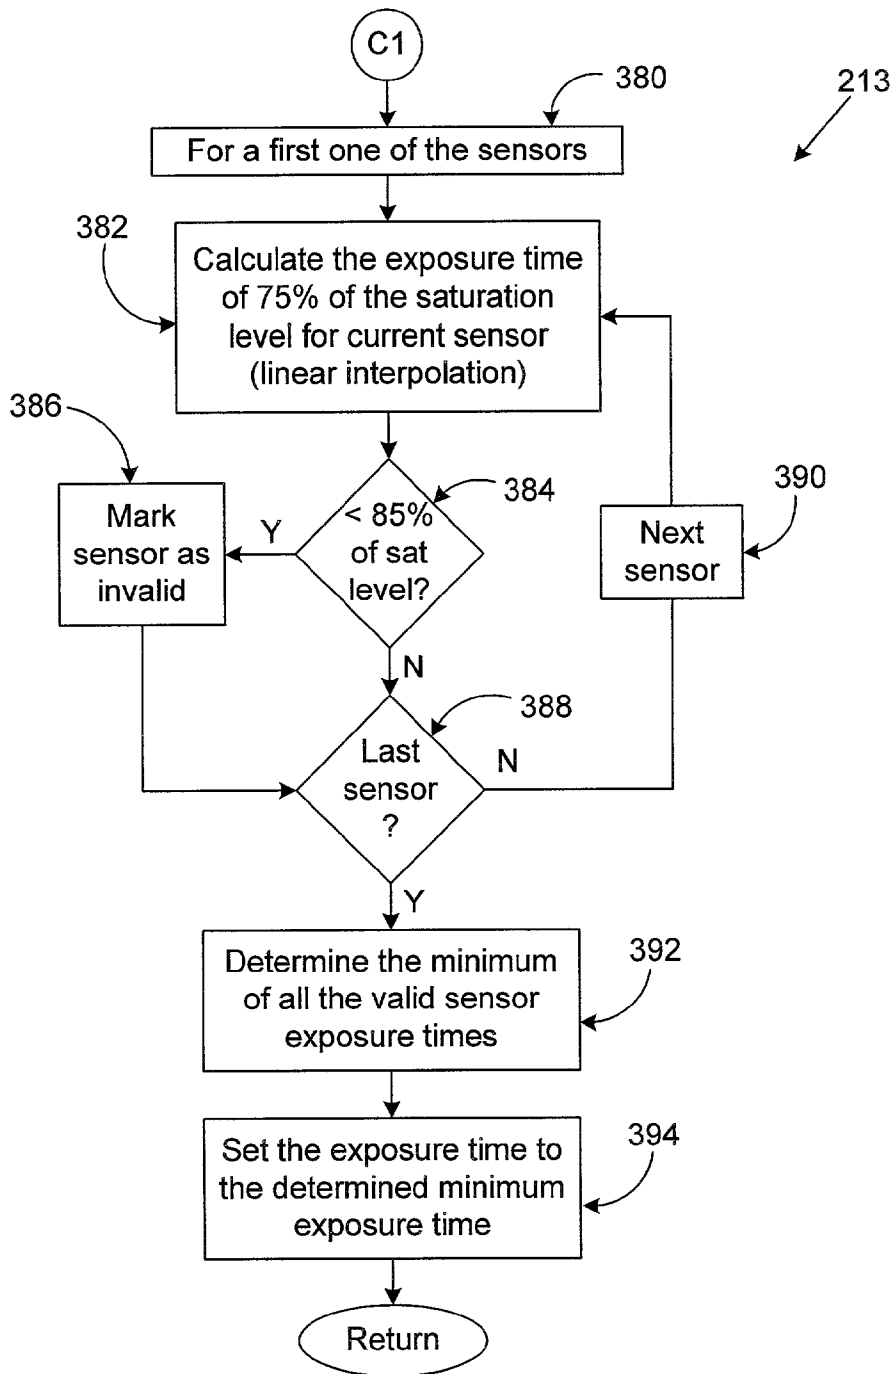 C1
380
213
For a first one of the sensors
382
Calculate the exposure time
of 75% of the saturation
level for current sensor
(linear interpolation)
386
384
390
Mark
sensor as
invalid
Y
< 85%
of sat
level?
Next
sensor
N
388
Last
sensor
?
N
Y
Determine the minimum
of all the valid sensor
exposure times
392
Set the exposure time to
the determined minimum
exposure time
394
Return